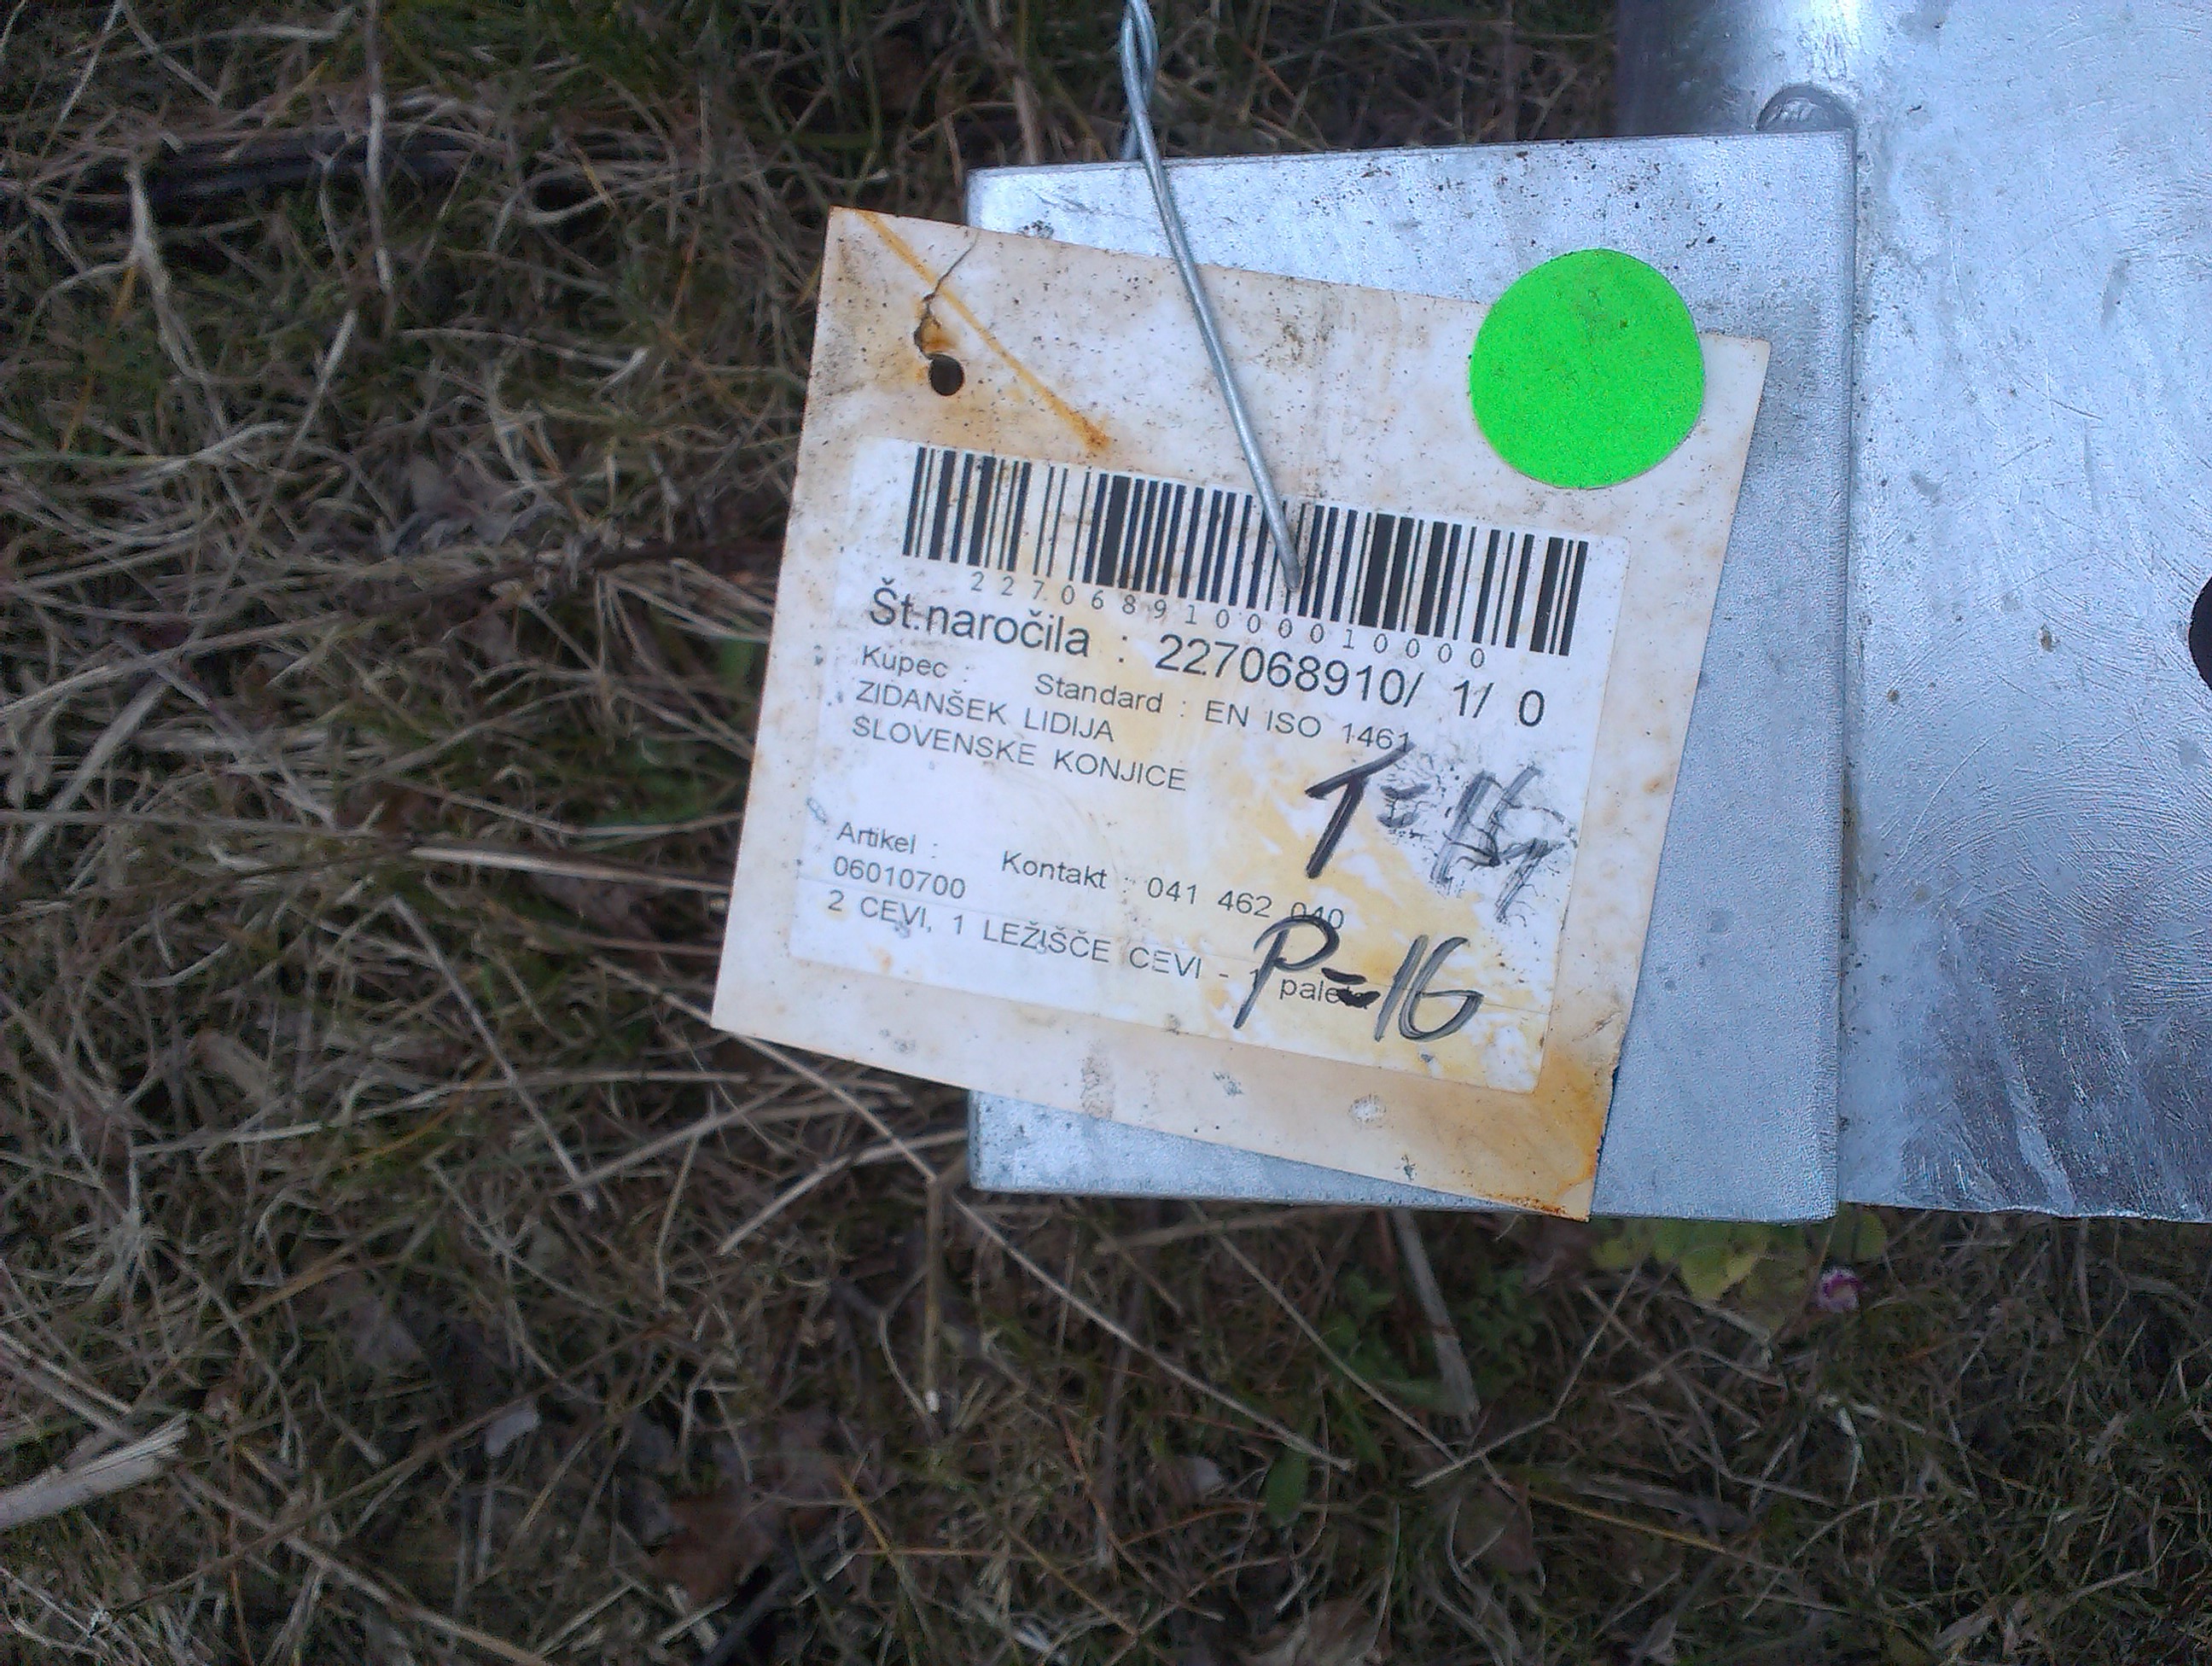 227068910000010000
Št.naročila : 227068910/ 1/ 0
Kupec : Standard : EN ISO 1461
ZIDANŠEK LIDIJA
SLOVENSKE KONJICE
T=
Artikel : Kontakt : 041 462 040
06010700
2 CEVI, 1 LEŽIŠČE CEVI -
P=16